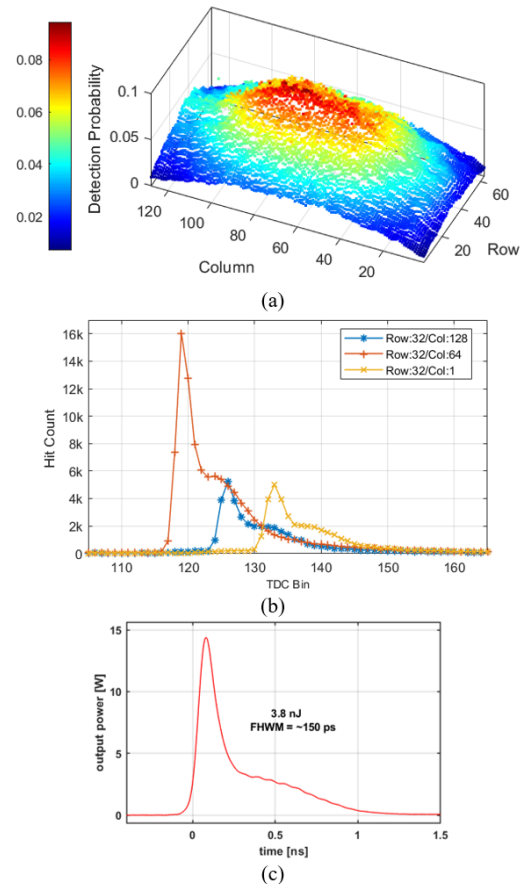 0.08
0.06
0.04
0.02
Detection Probability
0.1
0.05
0
120
100
80
60
40
20
Column
20
40
60
Row
(a)
16k
14k
12k
10k
8k
6k
4k
2k
0
Hit Count
Row:32/Col:128
Row:32/Col:64
Row:32/Col:1
110 120 130 140 150 160
TDC Bin
(b)
15
10
5
0
output power [W]
3.8 nJ
FHWM = ~150 ps
0 0.5 1 1.5
time [ns]
(c)